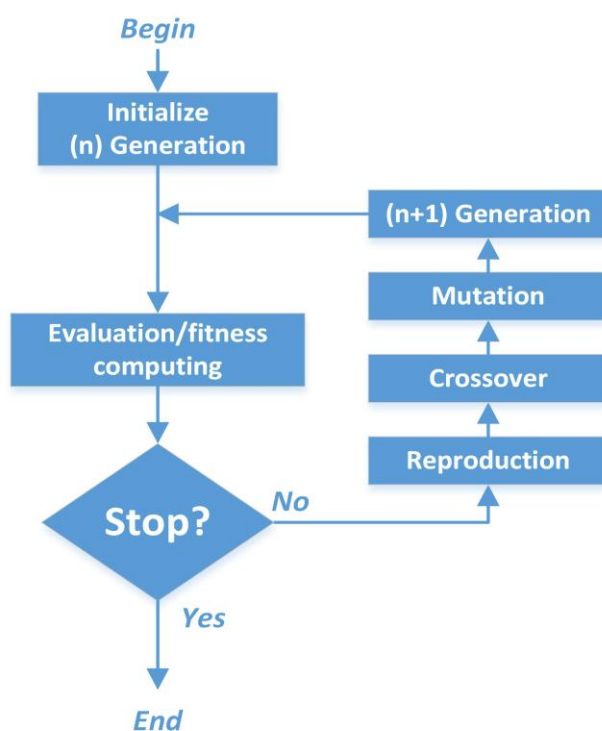 Begin
Initialize
(n) Generation
(n+1) Generation
Mutation
Evaluation/fitness
computing
Crossover
Reproduction
Stop?
No
Yes
End